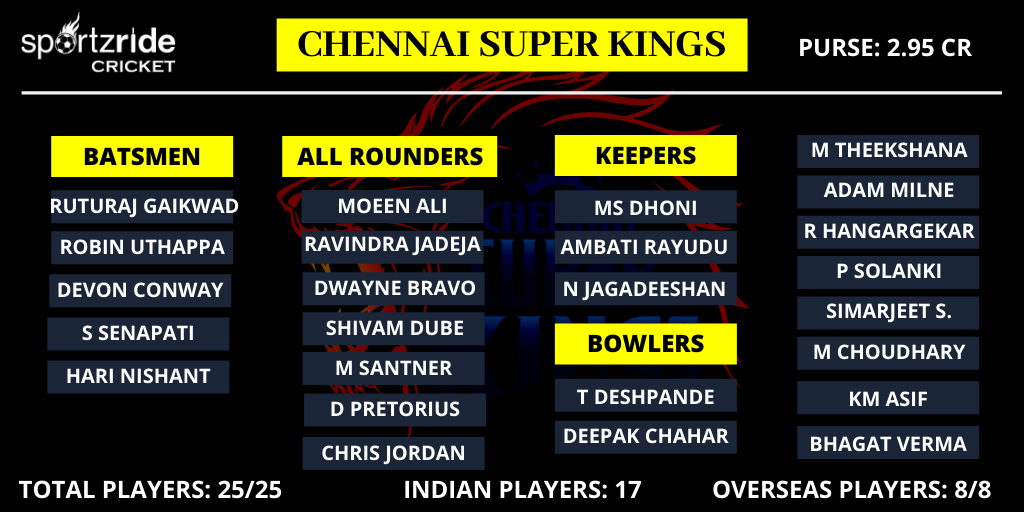 sportzride
CRICKET
CHENNAI SUPER KINGS
PURSE: 2.95 CR
BATSMEN
RUTURAJ GAIKWAD
ROBIN UTHAPPA
DEVON CONWAY
S SENAPATI
HARI NISHANT
ALL ROUNDERS
MOEEN ALI
RAVINDRA JADEJA
DWAYNE BRAVO
SHIVAM DUBE
M SANTNER
D PRETORIUS
CHRIS JORDAN
KEEPERS
MS DHONI
AMBATI RAYUDU
N JAGADEESHAN
BOWLERS
T DESHPANDE
DEEPAK CHAHAR
M THEEKSHANA
ADAM MILNE
R HANGARGEKAR
P SOLANKI
SIMARJEET S.
M CHOUDHARY
KM ASIF
BHAGAT VERMA
TOTAL PLAYERS: 25/25
INDIAN PLAYERS: 17
OVERSEAS PLAYERS: 8/8